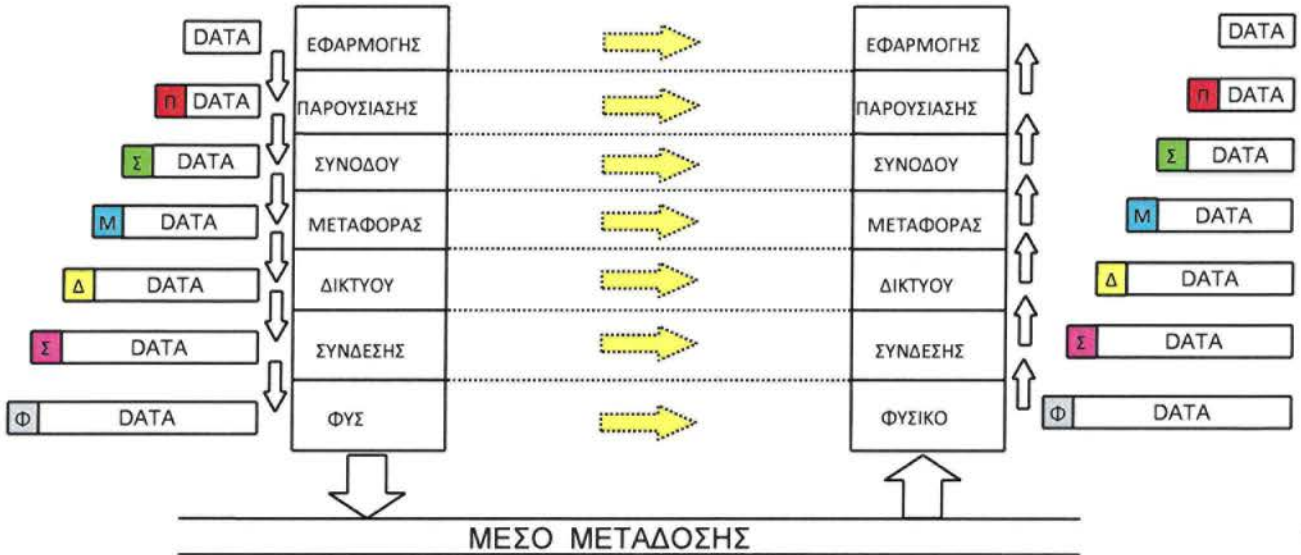 DATA ΕΦΑΡΜΟΓΗΣ ΕΦΑΡΜΟΓΗΣ DATA
Π DATA ΠΑΡΟΥΣΙΑΣΗΣ ΠΑΡΟΥΣΙΑΣΗΣ Π DATA
Σ DATA ΣΥΝΟΔΟΥ ΣΥΝΟΔΟΥ Σ DATA
Μ DATA ΜΕΤΑΦΟΡΑΣ ΜΕΤΑΦΟΡΑΣ Μ DATA
Δ DATA ΔΙΚΤΥΟΥ ΔΙΚΤΥΟΥ Δ DATA
Σ DATA ΣΥΝΔΕΣΗΣ ΣΥΝΔΕΣΗΣ Σ DATA
Φ DATA ΦΥΣ ΦΥΣΙΚΟ Φ DATA
ΜΕΣΟ ΜΕΤΑΔΟΣΗΣ